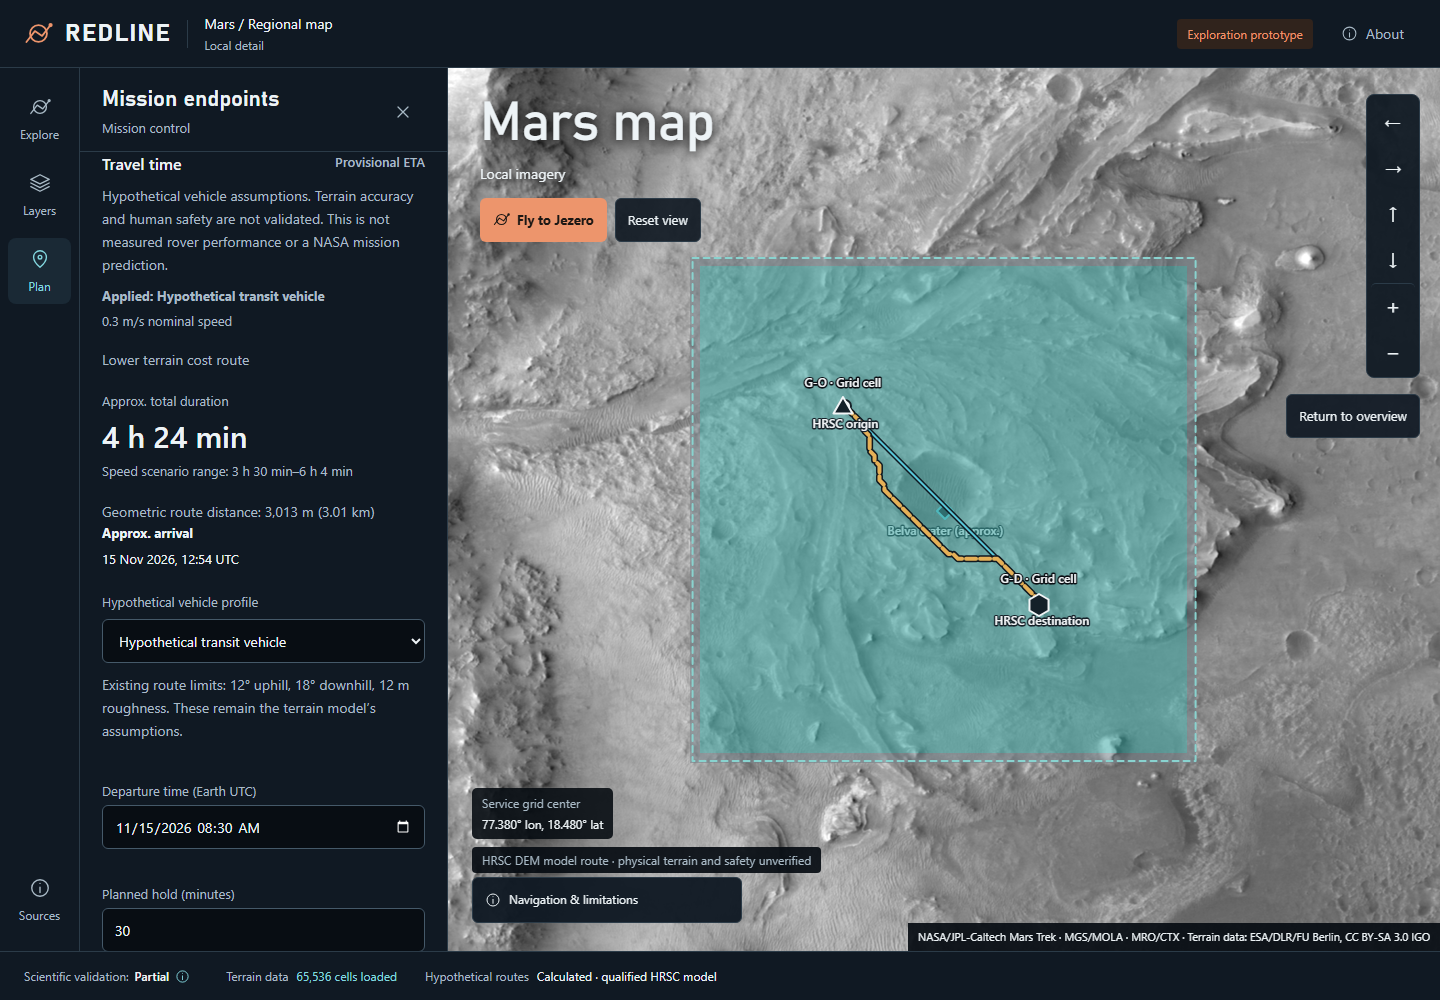 REDLINE
Mars / Regional map
Local detail
Exploration prototype
About
Explore
Layers
Plan
Sources
Mission endpoints
Mission control
Travel time
Provisional ETA
Hypothetical vehicle assumptions. Terrain accuracy
and human safety are not validated. This is not
measured rover performance or a NASA mission
prediction.
Applied: Hypothetical transit vehicle
0.3 m/s nominal speed
Lower terrain cost route
Approx. total duration
4 h 24 min
Speed scenario range: 3 h 30 min–6 h 4 min
Geometric route distance: 3,013 m (3.01 km)
Approx. arrival
15 Nov 2026, 12:54 UTC
Hypothetical vehicle profile
Hypothetical transit vehicle
Existing route limits: 12° uphill, 18° downhill, 12 m
roughness. These remain the terrain model’s
assumptions.
Departure time (Earth UTC)
11/15/2026 08:30 AM
Planned hold (minutes)
30
Mars map
Local imagery
Fly to Jezero
Reset view
←
→
↑
↓
+
−
Return to overview
G-O · Grid cell
HRSC origin
Belva crater (approx.)
G-D · Grid cell
HRSC destination
Service grid center
77.380° lon, 18.480° lat
HRSC DEM model route · physical terrain and safety unverified
Navigation & limitations
NASA/JPL-Caltech Mars Trek · MGS/MOLA · MRO/CTX · Terrain data: ESA/DLR/FU Berlin, CC BY-SA 3.0 IGO
Scientific validation: Partial
Terrain data 65,536 cells loaded
Hypothetical routes Calculated · qualified HRSC model